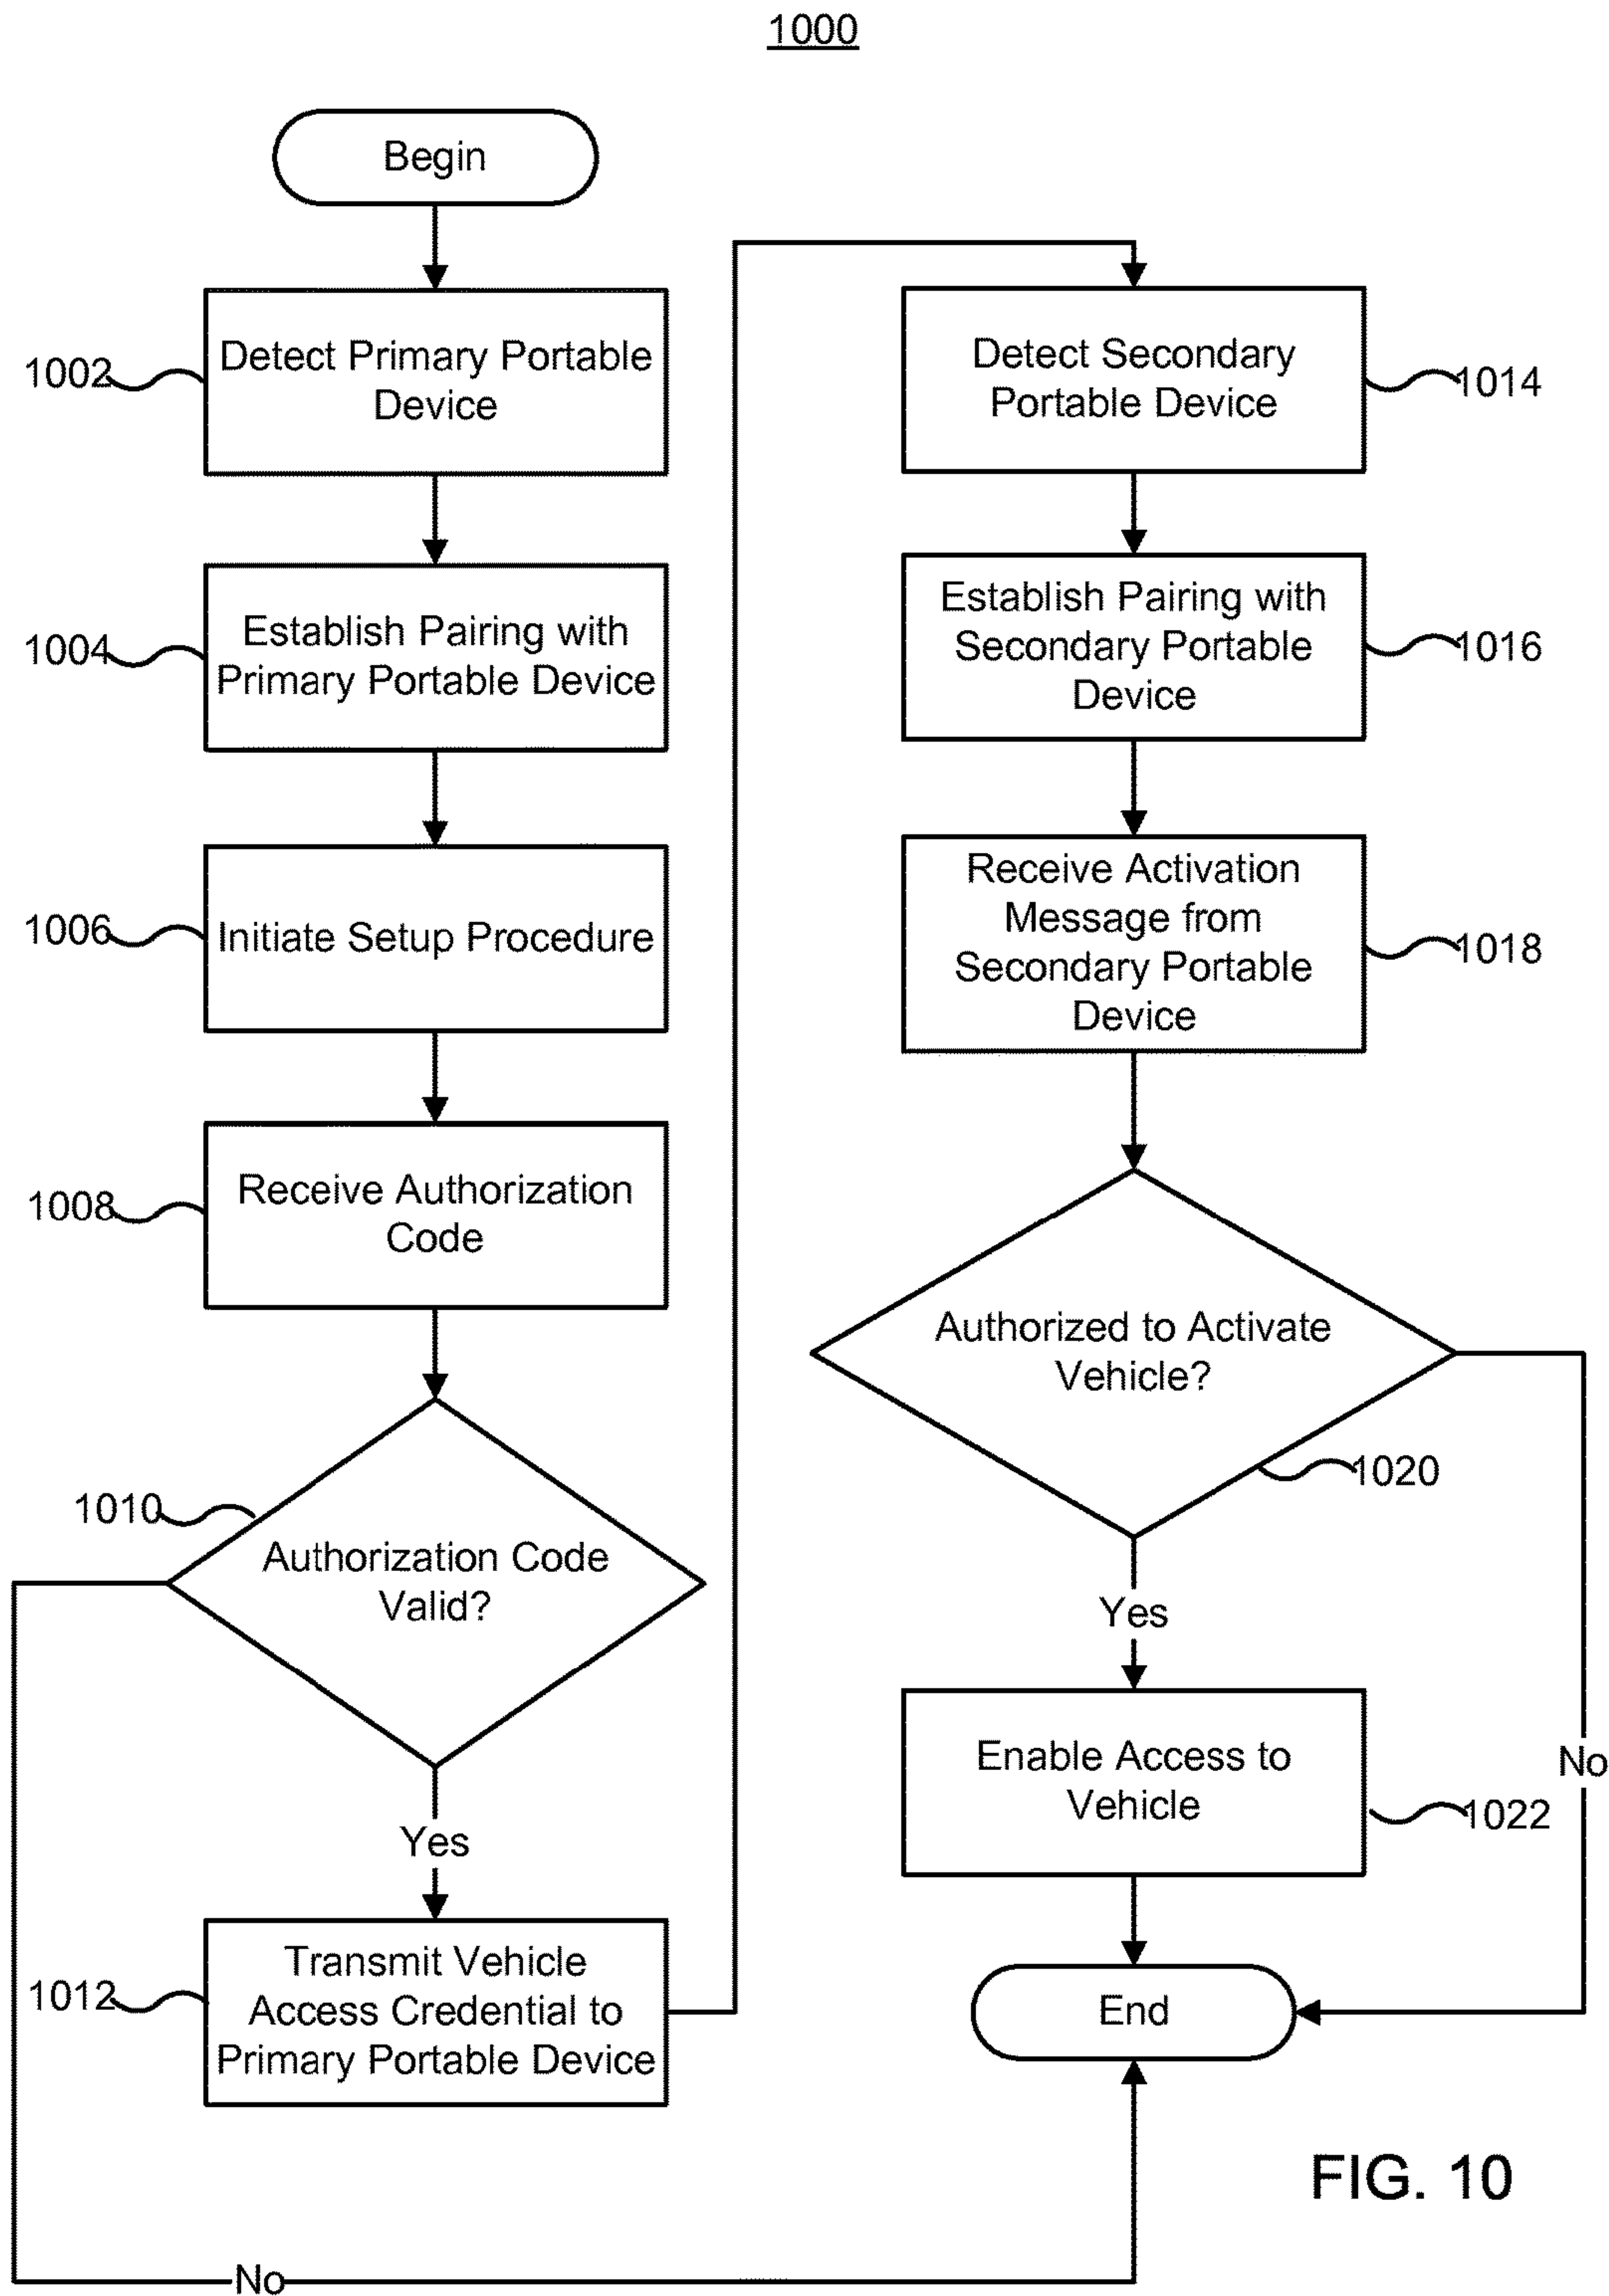 1000
Begin
Detect Primary Portable
Device
1002
Establish Pairing with
Primary Portable Device
1004
Initiate Setup Procedure
1006
Receive Authorization
Code
1008
Authorization Code
Valid?
1010
Yes
No
Transmit Vehicle
Access Credential to
Primary Portable Device
1012
Detect Secondary
Portable Device
1014
Establish Pairing with
Secondary Portable
Device
1016
Receive Activation
Message from
Secondary Portable
Device
1018
Authorized to Activate
Vehicle?
1020
Yes
No
Enable Access to
Vehicle
1022
End
FIG. 10